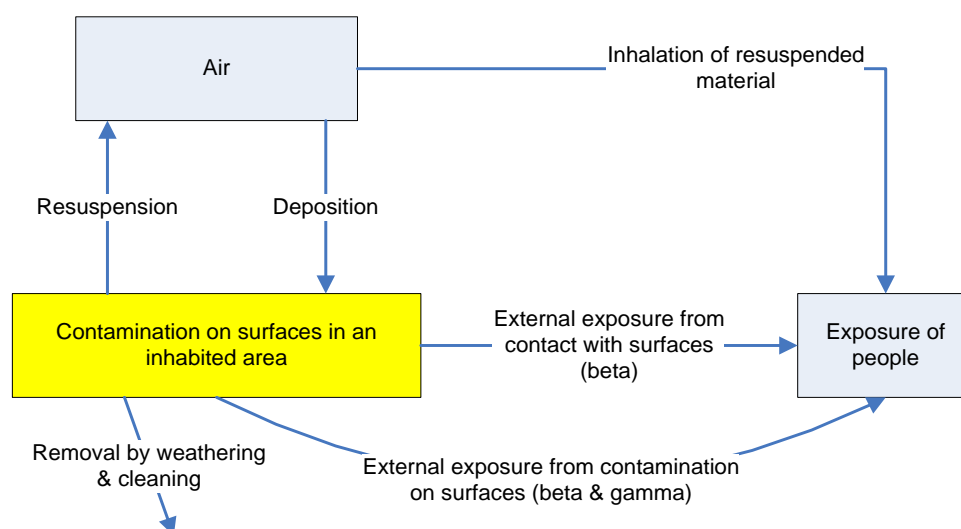 Air
Inhalation of resuspended
material
Resuspension
Deposition
Contamination on surfaces in an
inhabited area
External exposure from
contact with surfaces
(beta)
Exposure of
people
Removal by weathering
& cleaning
External exposure from contamination
on surfaces (beta & gamma)